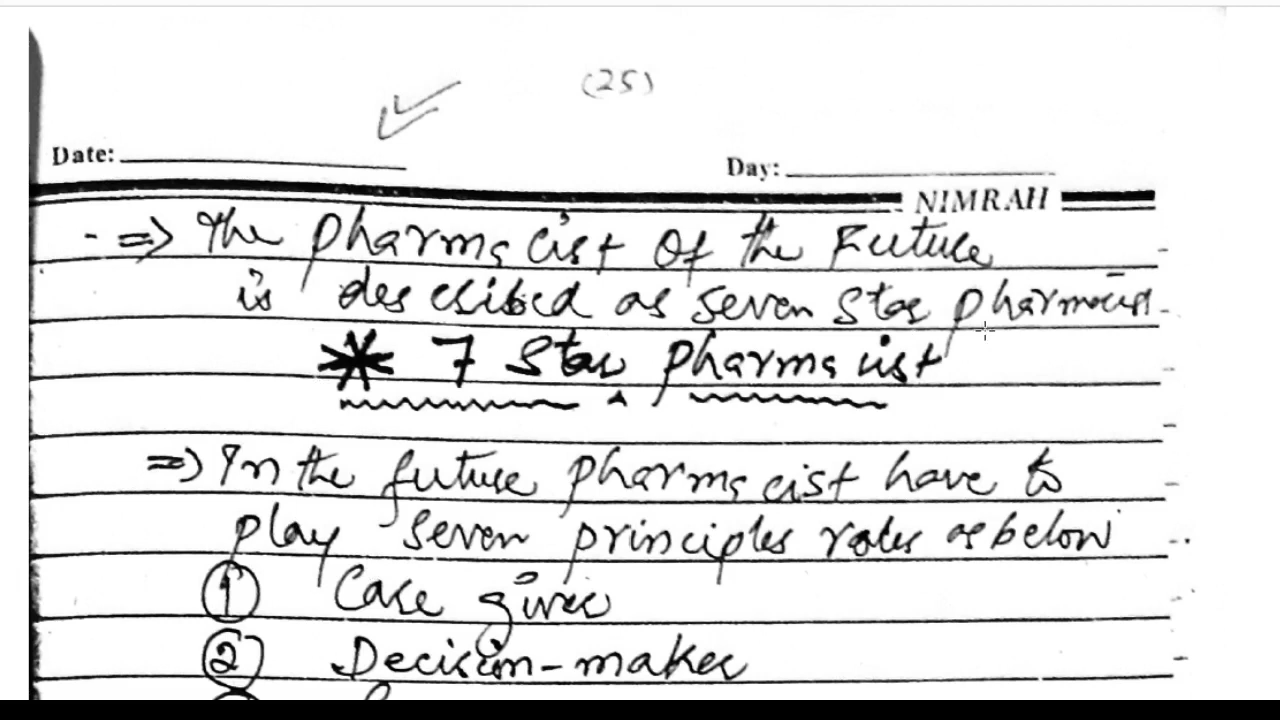 (25)
Date:
Day:
NIMRAH
=> The pharmacist Of the Future
is described as seven star pharmacist
* 7 Star pharmacist
=> In the future pharmacist have to
play seven principles roles as below
① Care giver
② Decision-maker